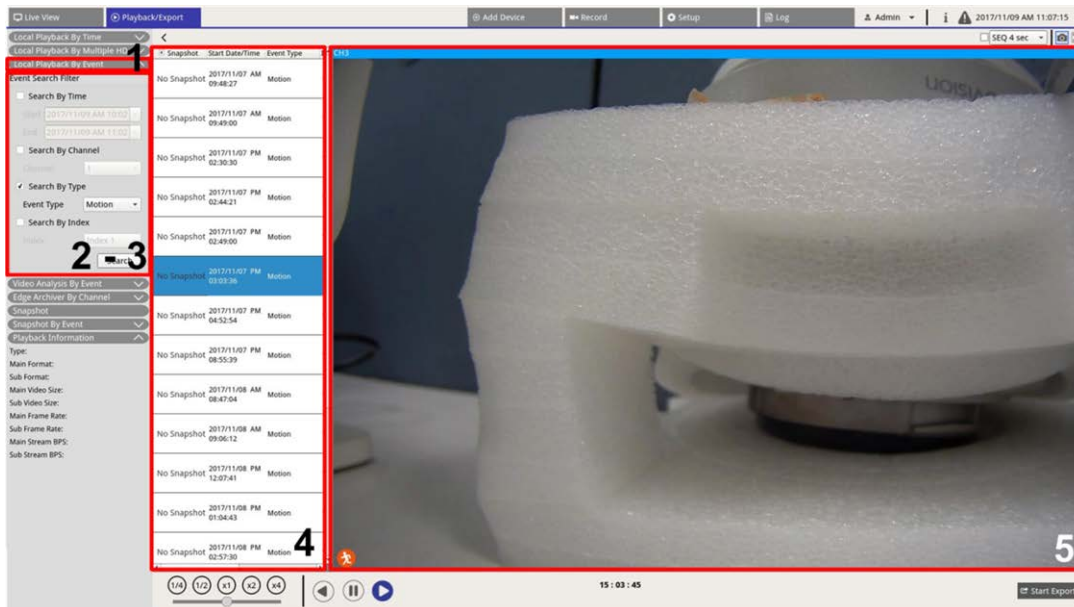 Live View
Playback/Export
Add Device
Record
Setup
Log
Admin
i
2017/11/09 AM 11:07:15
Local Playback By Time
Local Playback By Multiple HD
1
Local Playback By Event
<
SEQ 4 sec
Event Search Filter
Search By Time
Start 2017/11/09 AM 10:02
End 2017/11/09 AM 11:02
Search By Channel
Channel 1
Search By Type
Event Type Motion
Search By Index
Index Index 1
2
3
Search
Video Analysis By Event
Edge Archiver By Channel
Snapshot
Snapshot By Event
Playback Information
Type:
Main Format:
Sub Format:
Main Video Size:
Sub Video Size:
Main Frame Rate:
Sub Frame Rate:
Main Stream BPS:
Sub Stream BPS:
Snapshot Start Date/Time Event Type
No Snapshot 2017/11/07 AM 09:48:27 Motion
No Snapshot 2017/11/07 AM 09:49:00 Motion
No Snapshot 2017/11/07 PM 02:30:30 Motion
No Snapshot 2017/11/07 PM 02:44:21 Motion
No Snapshot 2017/11/07 PM 02:49:00 Motion
No Snapshot 2017/11/07 PM 03:03:36 Motion
No Snapshot 2017/11/07 PM 04:52:54 Motion
No Snapshot 2017/11/07 PM 08:55:39 Motion
No Snapshot 2017/11/08 AM 08:47:04 Motion
No Snapshot 2017/11/08 AM 09:06:12 Motion
No Snapshot 2017/11/08 PM 12:07:41 Motion
No Snapshot 2017/11/08 PM 01:04:43 Motion
No Snapshot 2017/11/08 PM 02:57:30 Motion
4
CH3
5
1/4 1/2 x1 x2 x4
15 : 03 : 45
Start Export